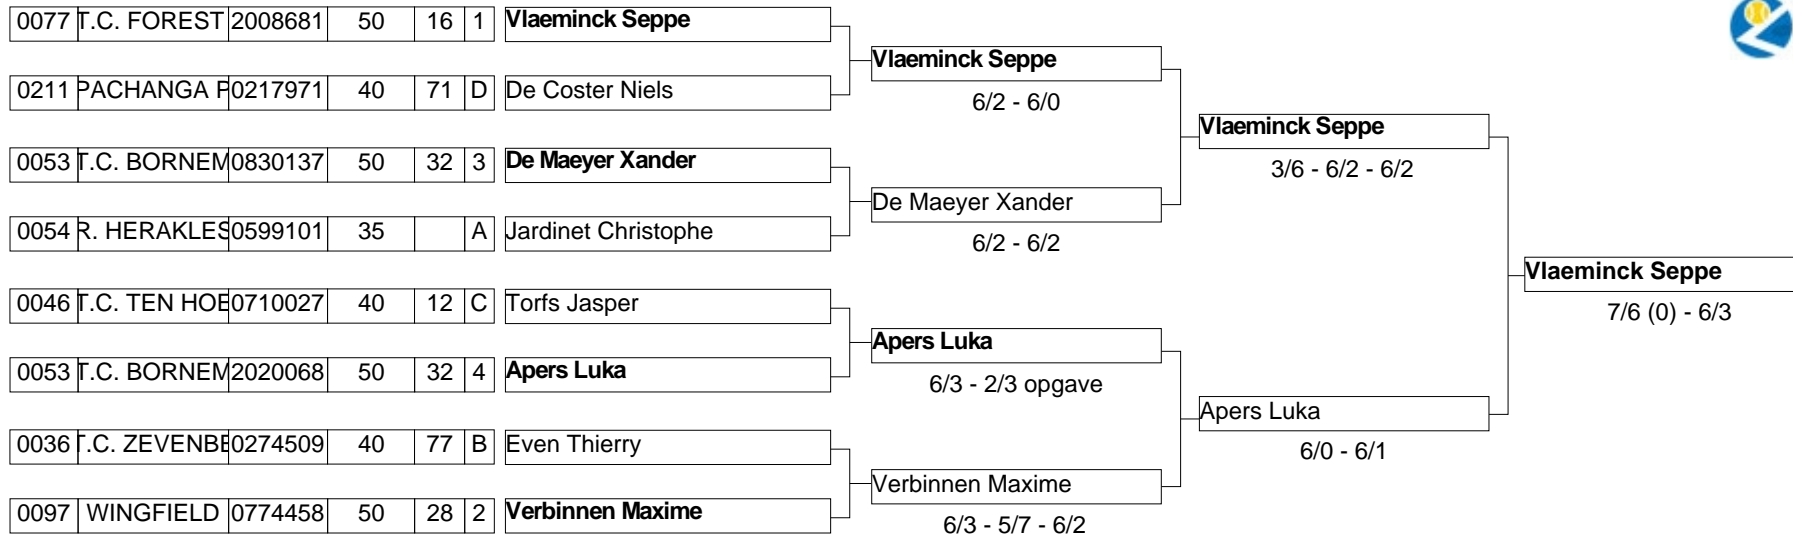 0077 T.C. FOREST 2008681 50 16 1 Vlaeminck Seppe
Vlaeminck Seppe
0211 PACHANGA P 0217971 40 71 D De Coster Niels
6/2 - 6/0
Vlaeminck Seppe
0053 T.C. BORNEM 0830137 50 32 3 De Maeyer Xander
3/6 - 6/2 - 6/2
De Maeyer Xander
0054 R. HERAKLES 0599101 35 A Jardinet Christophe
6/2 - 6/2
Vlaeminck Seppe
0046 T.C. TEN HOE 0710027 40 12 C Torfs Jasper
7/6 (0) - 6/3
Apers Luka
0053 T.C. BORNEM 2020068 50 32 4 Apers Luka
6/3 - 2/3 opgave
Apers Luka
0036 T.C. ZEVENBE 0274509 40 77 B Even Thierry
6/0 - 6/1
Verbinnen Maxime
0097 WINGFIELD 0774458 50 28 2 Verbinnen Maxime
6/3 - 5/7 - 6/2